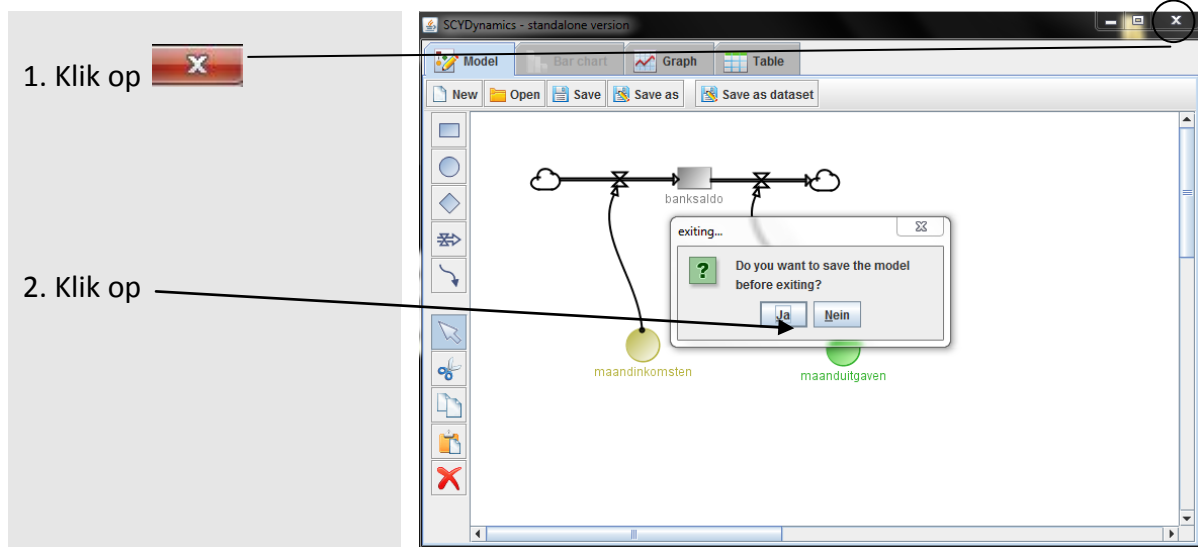 1. Klik op
2. Klik op
SCYDynamics - standalone version
Model Bar chart Graph Table
New Open Save Save as Save as dataset
banksaldo
exiting...
Do you want to save the model
before exiting?
Ja Nein
maandinkomsten
maanduitgaven